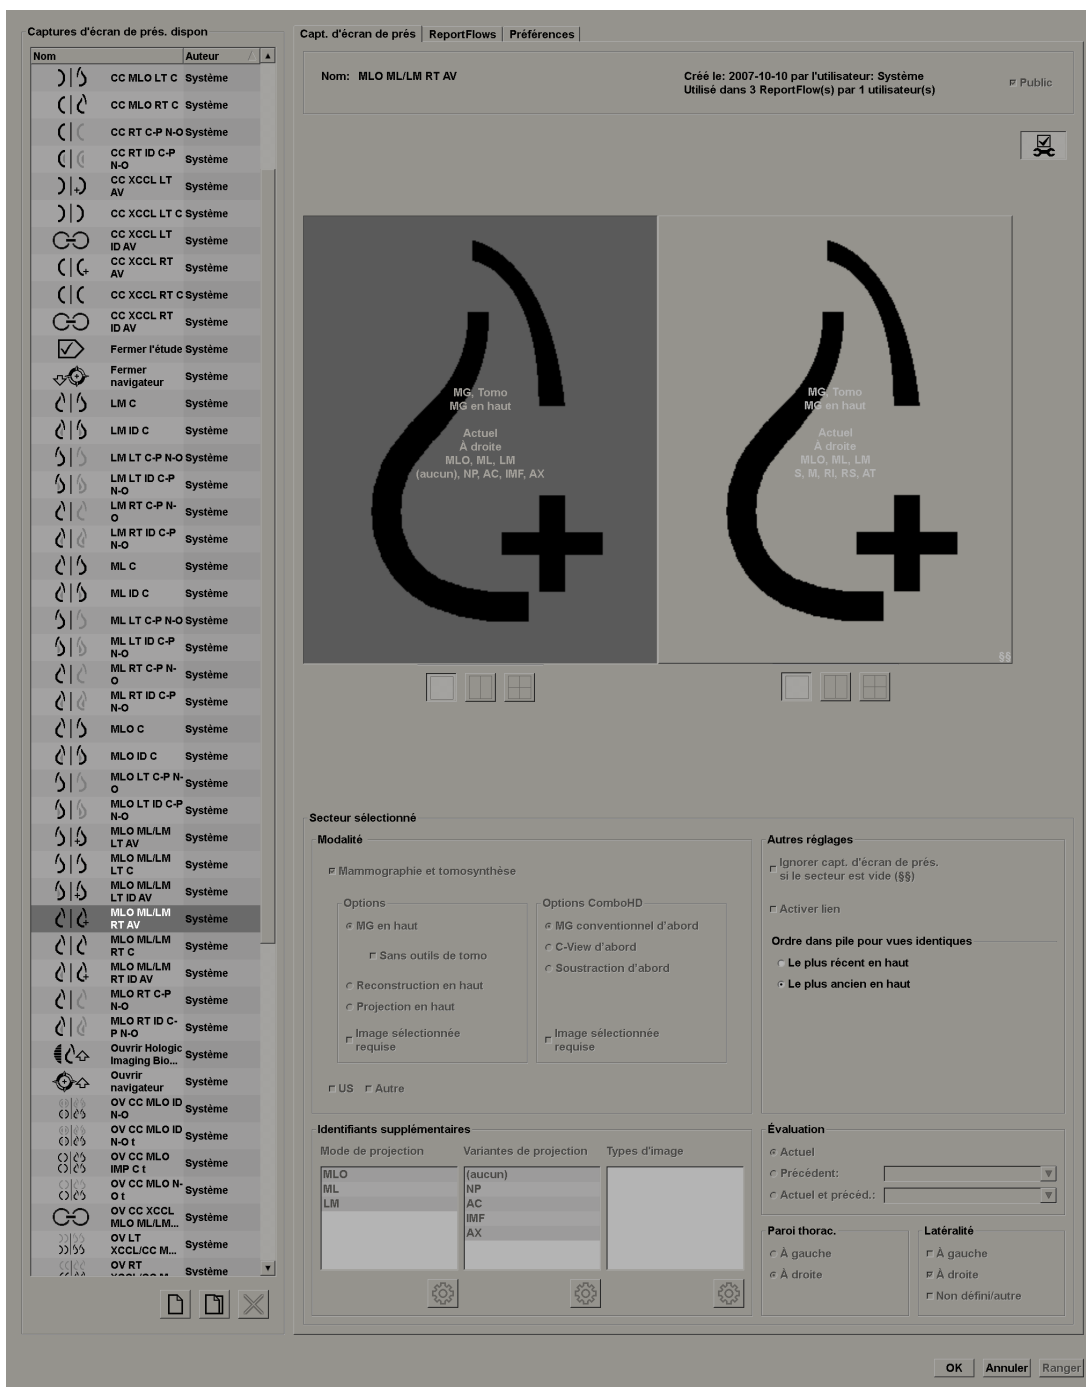 Captures d'écran de prés. dispon
Nom Auteur
CC MLO LT C Système
CC MLO RT C Système
CC RT C-P N-O Système
CC RT ID C-P
N-O Système
CC XCCL LT
AV Système
CC XCCL LT C Système
CC XCCL LT
ID AV Système
CC XCCL RT
AV Système
CC XCCL RT C Système
CC XCCL RT
ID AV Système
Fermer l'étude Système
Fermer
navigateur Système
LM C Système
LM ID C Système
LM LT C-P N-O Système
LM LT ID C-P
N-O Système
LM RT C-P N-
O Système
LM RT ID C-P
N-O Système
ML C Système
ML ID C Système
ML LT C-P N-O Système
ML LT ID C-P
N-O Système
ML RT C-P N-
O Système
ML RT ID C-P
N-O Système
MLO C Système
MLO ID C Système
MLO LT C-P N-
O Système
MLO LT ID C-P
N-O Système
MLO ML/LM
LT AV Système
MLO ML/LM
LT C Système
MLO ML/LM
LT ID AV Système
MLO ML/LM
RT AV Système
MLO ML/LM
RT C Système
MLO ML/LM
RT ID AV Système
MLO RT C-P
N-O Système
MLO RT ID C-
P N-O Système
Ouvrir Hologic
Imaging Bio... Système
Ouvrir
navigateur Système
OV CC MLO ID
N-O Système
OV CC MLO ID
N-O t Système
OV CC MLO
IMP C t Système
OV CC MLO N-
O t Système
OV CC XCCL
MLO ML/LM... Système
OV LT
XCCL/CC M... Système
OV RT
Système
Capt. d'écran de prés ReportFlows Préférences
Nom: MLO ML/LM RT AV
Créé le: 2007-10-10 par l'utilisateur: Système
Utilisé dans 3 ReportFlow(s) par 1 utilisateur(s)
Public
MG, Tomo
MG en haut
Actuel
À droite
MLO, ML, LM
(aucun), NP, AC, IMF, AX
MG, Tomo
MG en haut
Actuel
À droite
MLO, ML, LM
S, M, RI, RS, AT
§§
Secteur sélectionné
Modalité
Mammographie et tomosynthèse
Options
MG en haut
Sans outils de tomo
Reconstruction en haut
Projection en haut
Image sélectionnée
requise
Options ComboHD
MG conventionnel d'abord
C-View d'abord
Soustraction d'abord
Image sélectionnée
requise
US Autre
Autres réglages
Ignorer capt. d'écran de prés.
si le secteur est vide (§§)
Activer lien
Ordre dans pile pour vues identiques
Le plus récent en haut
Le plus ancien en haut
Identifiants supplémentaires
Mode de projection Variantes de projection Types d'image
MLO
ML
LM
(aucun)
NP
AC
IMF
AX
Évaluation
Actuel
Précédent:
Actuel et précéd.:
Paroi thorac.
À gauche
À droite
Latéralité
À gauche
À droite
Non défini/autre
OK Annuler Ranger